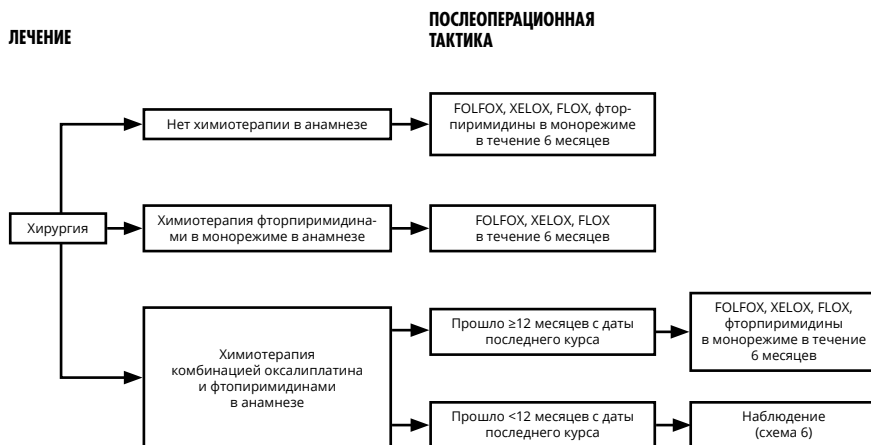 ЛЕЧЕНИЕ
ПОСЛЕОПЕРАЦИОННАЯ
ТАКТИКА
Нет химиотерапии в анамнезе
FOLFOX, XELOX, FLOX, фтор-
пиримидины в монорежиме
в течение 6 месяцев
Хирургия
Химиотерапия фторпиримидина-
ми в монорежиме в анамнезе
FOLFOX, XELOX, FLOX
в течение 6 месяцев
Химиотерапия
комбинацией оксалиплатина
и фтопиримидинами
в анамнезе
Прошло ≥12 месяцев с даты
последнего курса
FOLFOX, XELOX, FLOX,
фторпиримидины
в монорежиме в течение
6 месяцев
Прошло <12 месяцев с даты
последнего курса
Наблюдение
(схема 6)